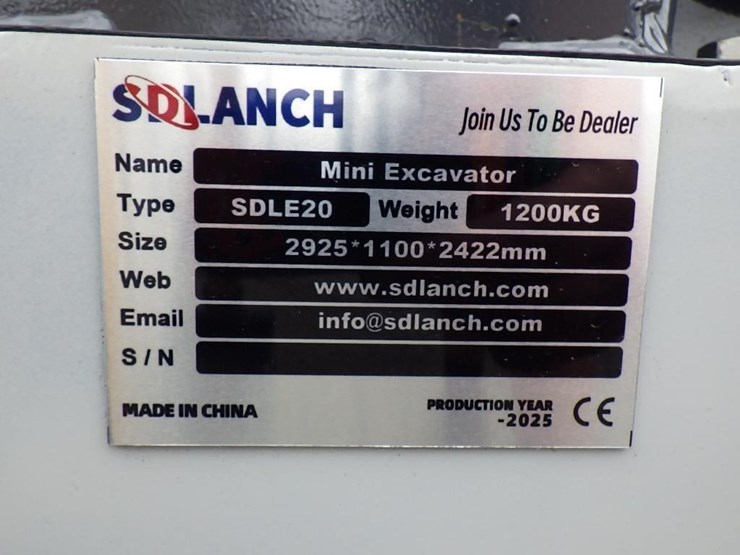 SDLANCH
Join Us To Be Dealer
Name Mini Excavator
Type SDLE20 Weight 1200KG
Size 2925*1100*2422mm
Web www.sdlanch.com
Email info@sdlanch.com
S / N
MADE IN CHINA
PRODUCTION YEAR
-2025
CE